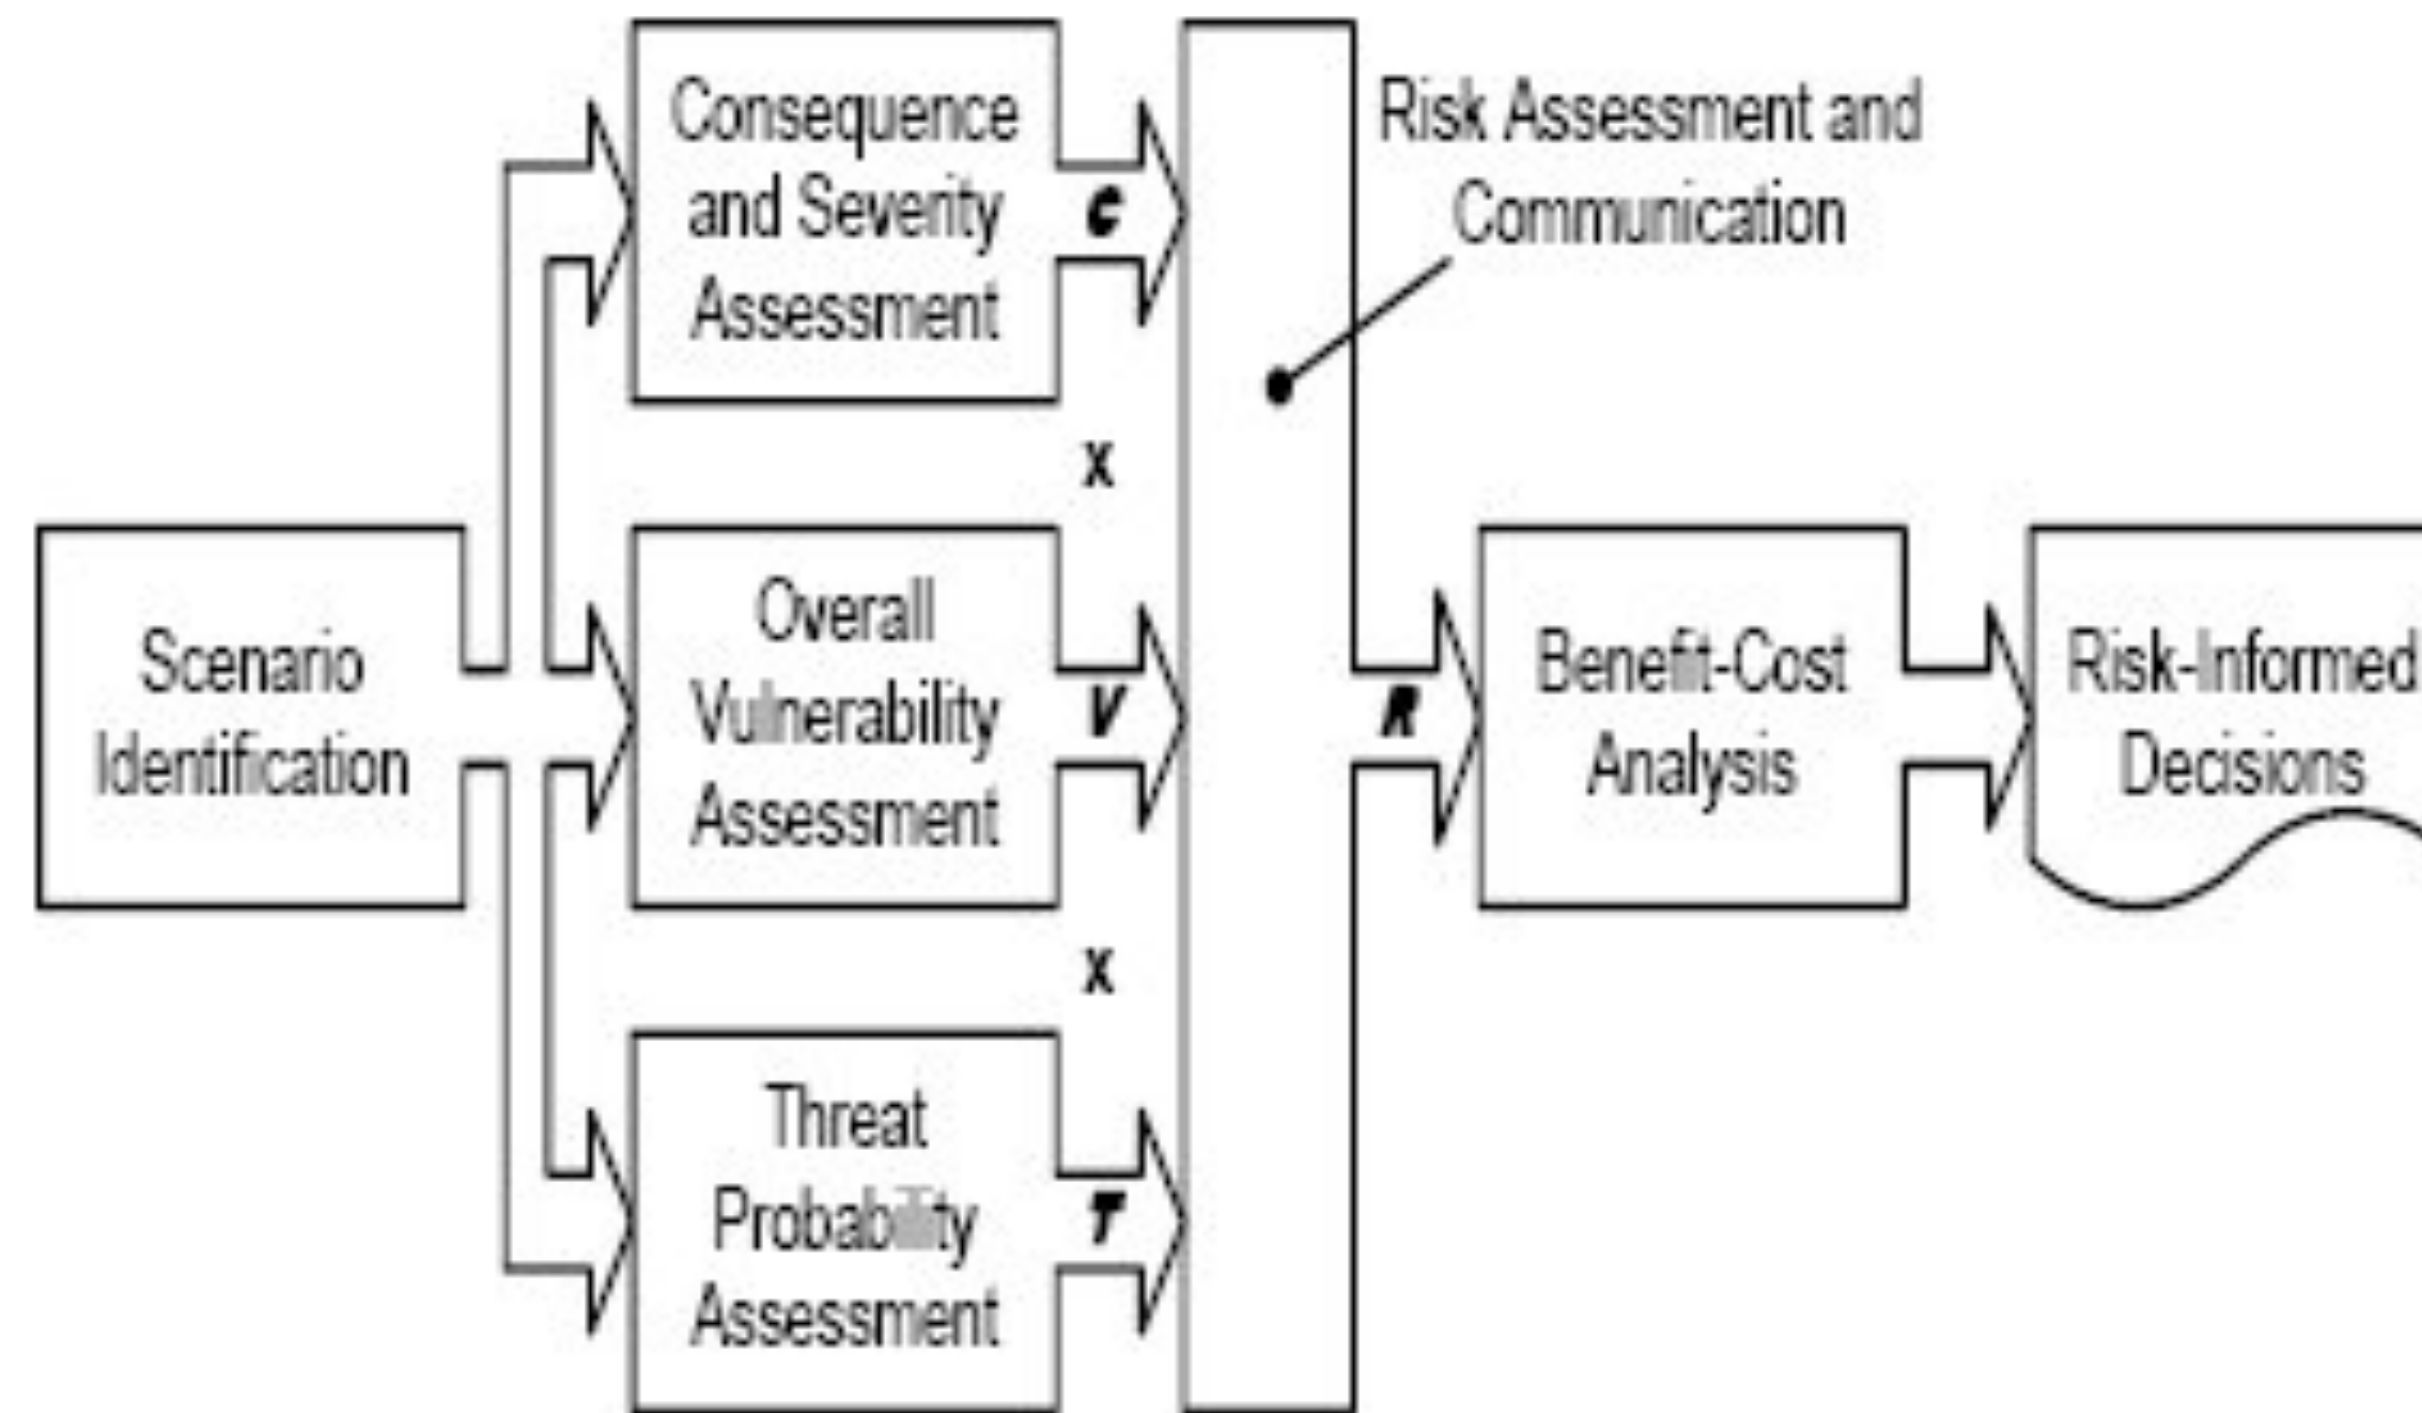 Consequence
and Severity
Assessment
C
Risk Assessment and
Communication
x
Scenario
Identification
Overall
Vulnerability
Assessment
V
R
Benefit-Cost
Analysis
Risk-Informed
Decisions
x
Threat
Probability
Assessment
T